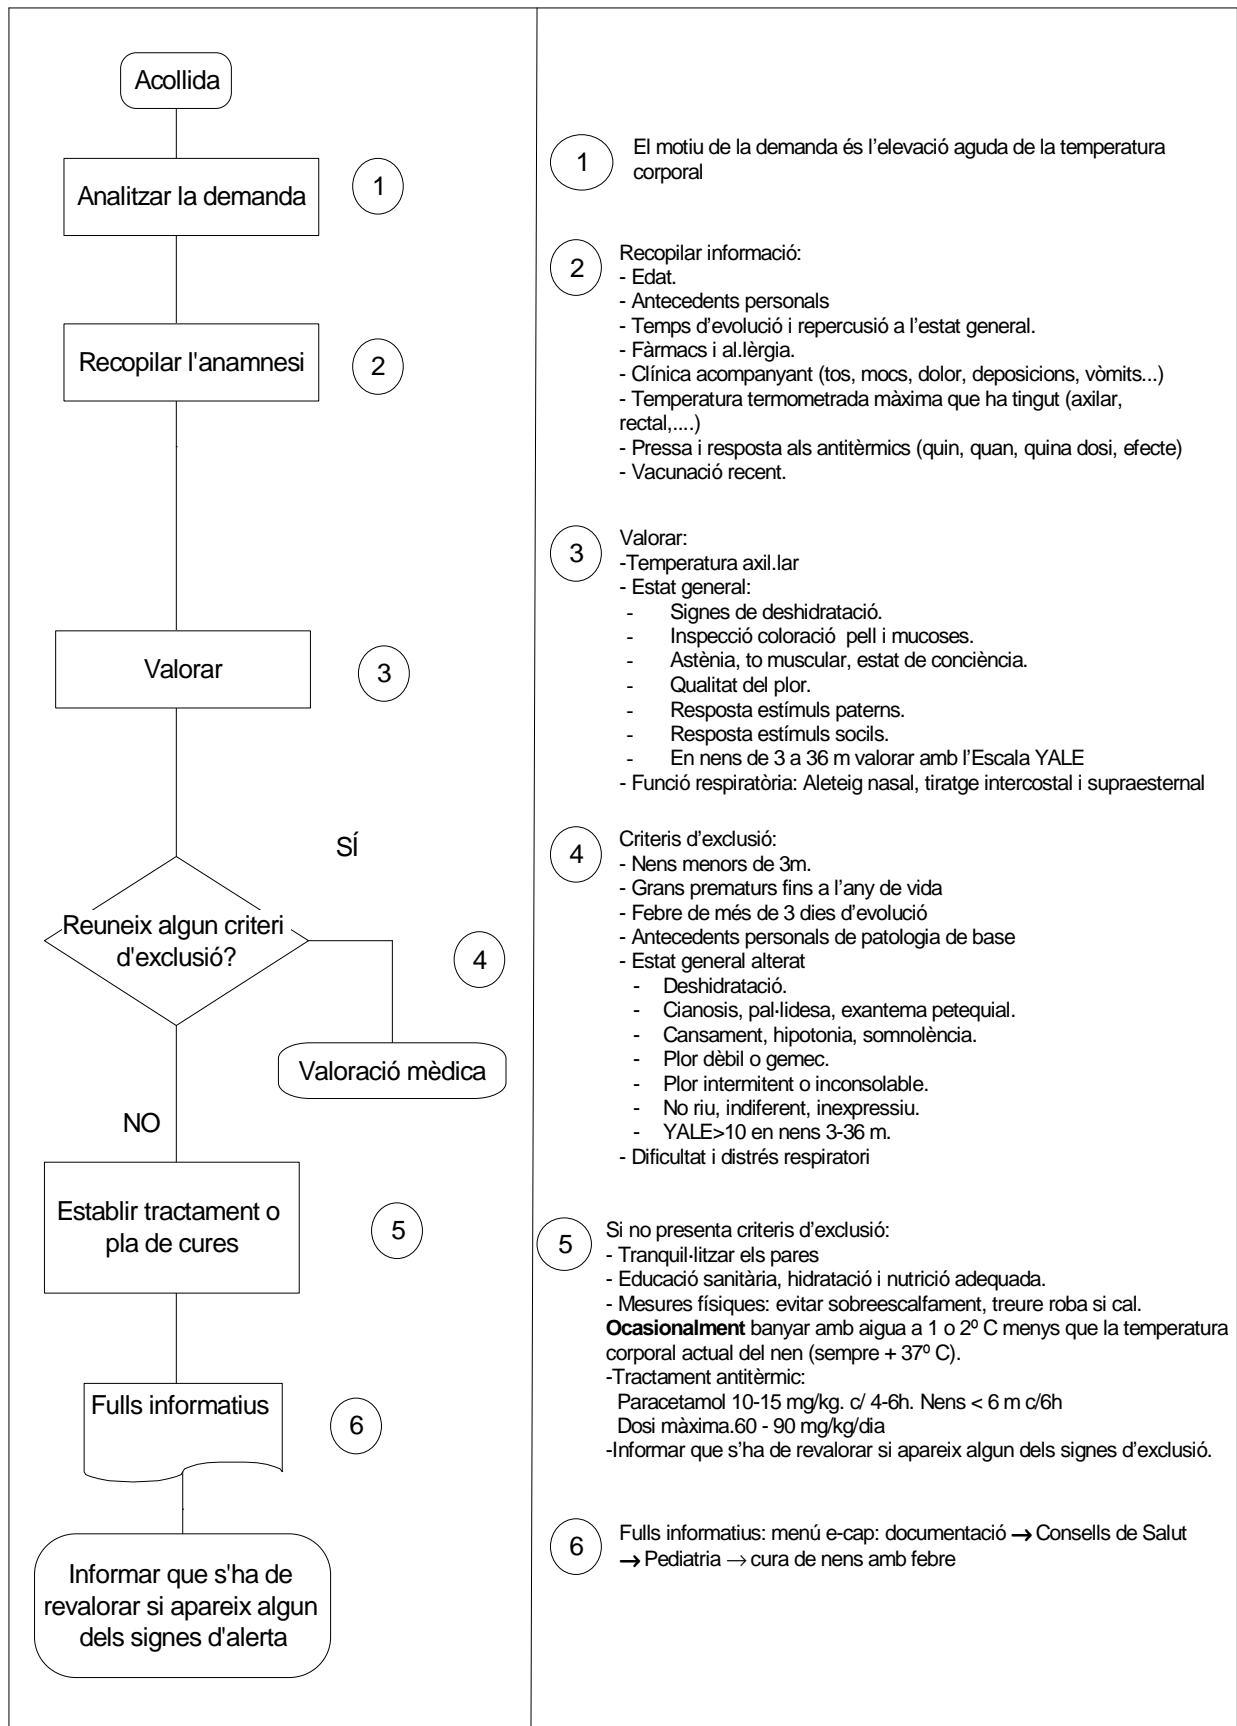 Acollida
Analitzar la demanda
1
Recopilar l'anamnesi
2
Valorar
3
SÍ
Reuneix algun criteri
d'exclusió?
4
Valoració mèdica
NO
Establir tractament o
pla de cures
5
Fulls informatius
6
Informar que s'ha de
revalorar si apareix algun
dels signes d'alerta
1
El motiu de la demanda és l’elevació aguda de la temperatura
corporal
2
Recopilar informació:
- Edat.
- Antecedents personals
- Temps d’evolució i repercusió a l’estat general.
- Fàrmacs i al.lèrgia.
- Clínica acompanyant (tos, mocs, dolor, deposicions, vòmits...)
- Temperatura termometrada màxima que ha tingut (axilar,
rectal,....)
- Pressa i resposta als antitèrmics (quin, quan, quina dosi, efecte)
- Vacunació recent.
3
Valorar:
-Temperatura axil.lar
- Estat general:
- Signes de deshidratació.
- Inspecció coloració pell i mucoses.
- Astènia, to muscular, estat de conciència.
- Qualitat del plor.
- Resposta estímuls paterns.
- Resposta estímuls socils.
- En nens de 3 a 36 m valorar amb l’Escala YALE
- Funció respiratòria: Aleteig nasal, tiratge intercostal i supraesternal
4
Criteris d’exclusió:
- Nens menors de 3m.
- Grans prematurs fins a l’any de vida
- Febre de més de 3 dies d’evolució
- Antecedents personals de patologia de base
- Estat general alterat
- Deshidratació.
- Cianosis, pal·lidesa, exantema petequial.
- Cansament, hipotonia, somnolència.
- Plor dèbil o gemec.
- Plor intermitent o inconsolable.
- No riu, indiferent, inexpressiu.
- YALE>10 en nens 3-36 m.
- Dificultat i distrés respiratori
5
Si no presenta criteris d’exclusió:
- Tranquil·litzar els pares
- Educació sanitària, hidratació i nutrició adequada.
- Mesures físiques: evitar sobreescalfament, treure roba si cal.
Ocasionalment banyar amb aigua a 1 o 2º C menys que la temperatura
corporal actual del nen (sempre + 37º C).
-Tractament antitèrmic:
Paracetamol 10-15 mg/kg. c/ 4-6h. Nens < 6 m c/6h
Dosi màxima.60 - 90 mg/kg/dia
-Informar que s’ha de revalorar si apareix algun dels signes d’exclusió.
6
Fulls informatius: menú e-cap: documentació → Consells de Salut
→ Pediatria → cura de nens amb febre